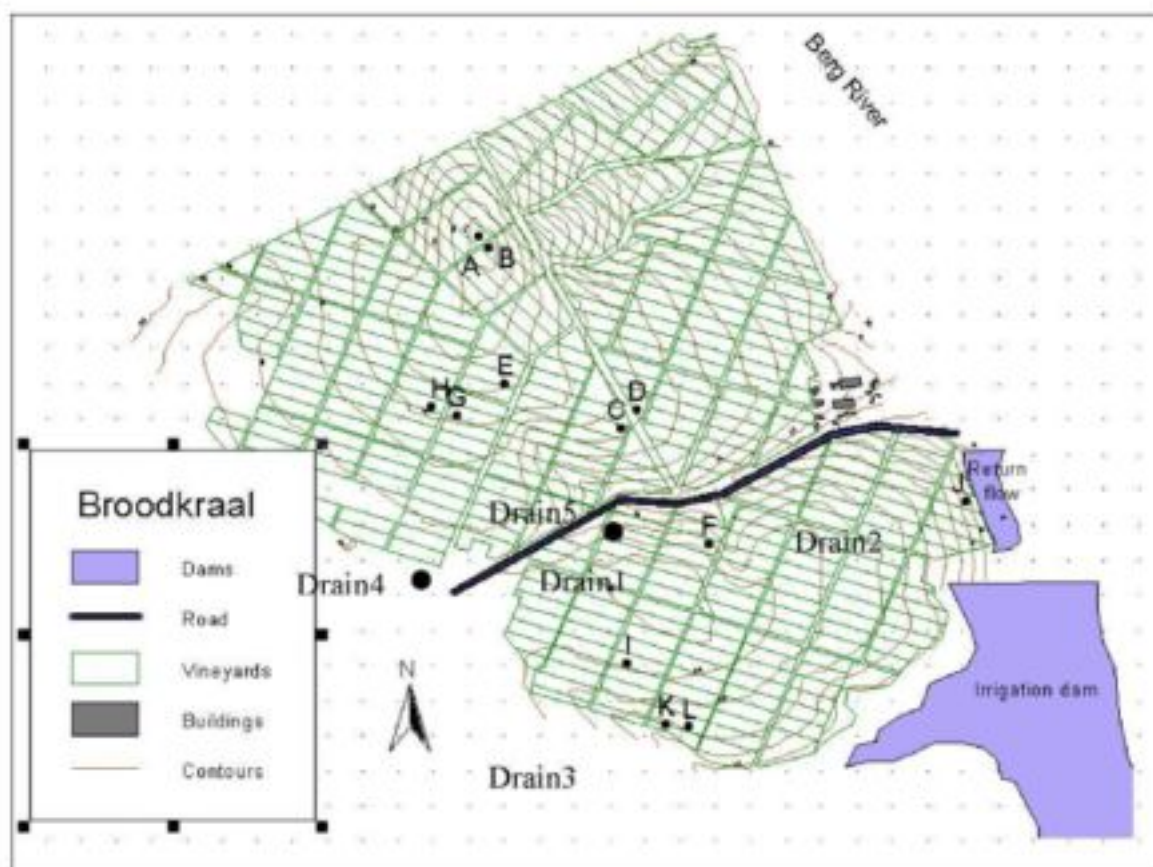 Berg River
A
B
E
H
G
D
C
Return
flow
J
Broodkraal
Dams
Road
Vineyards
Buildings
Contours
Drain5
F
Drain2
Drain4
Drain1
N
I
K
L
Irrigation dam
Drain3